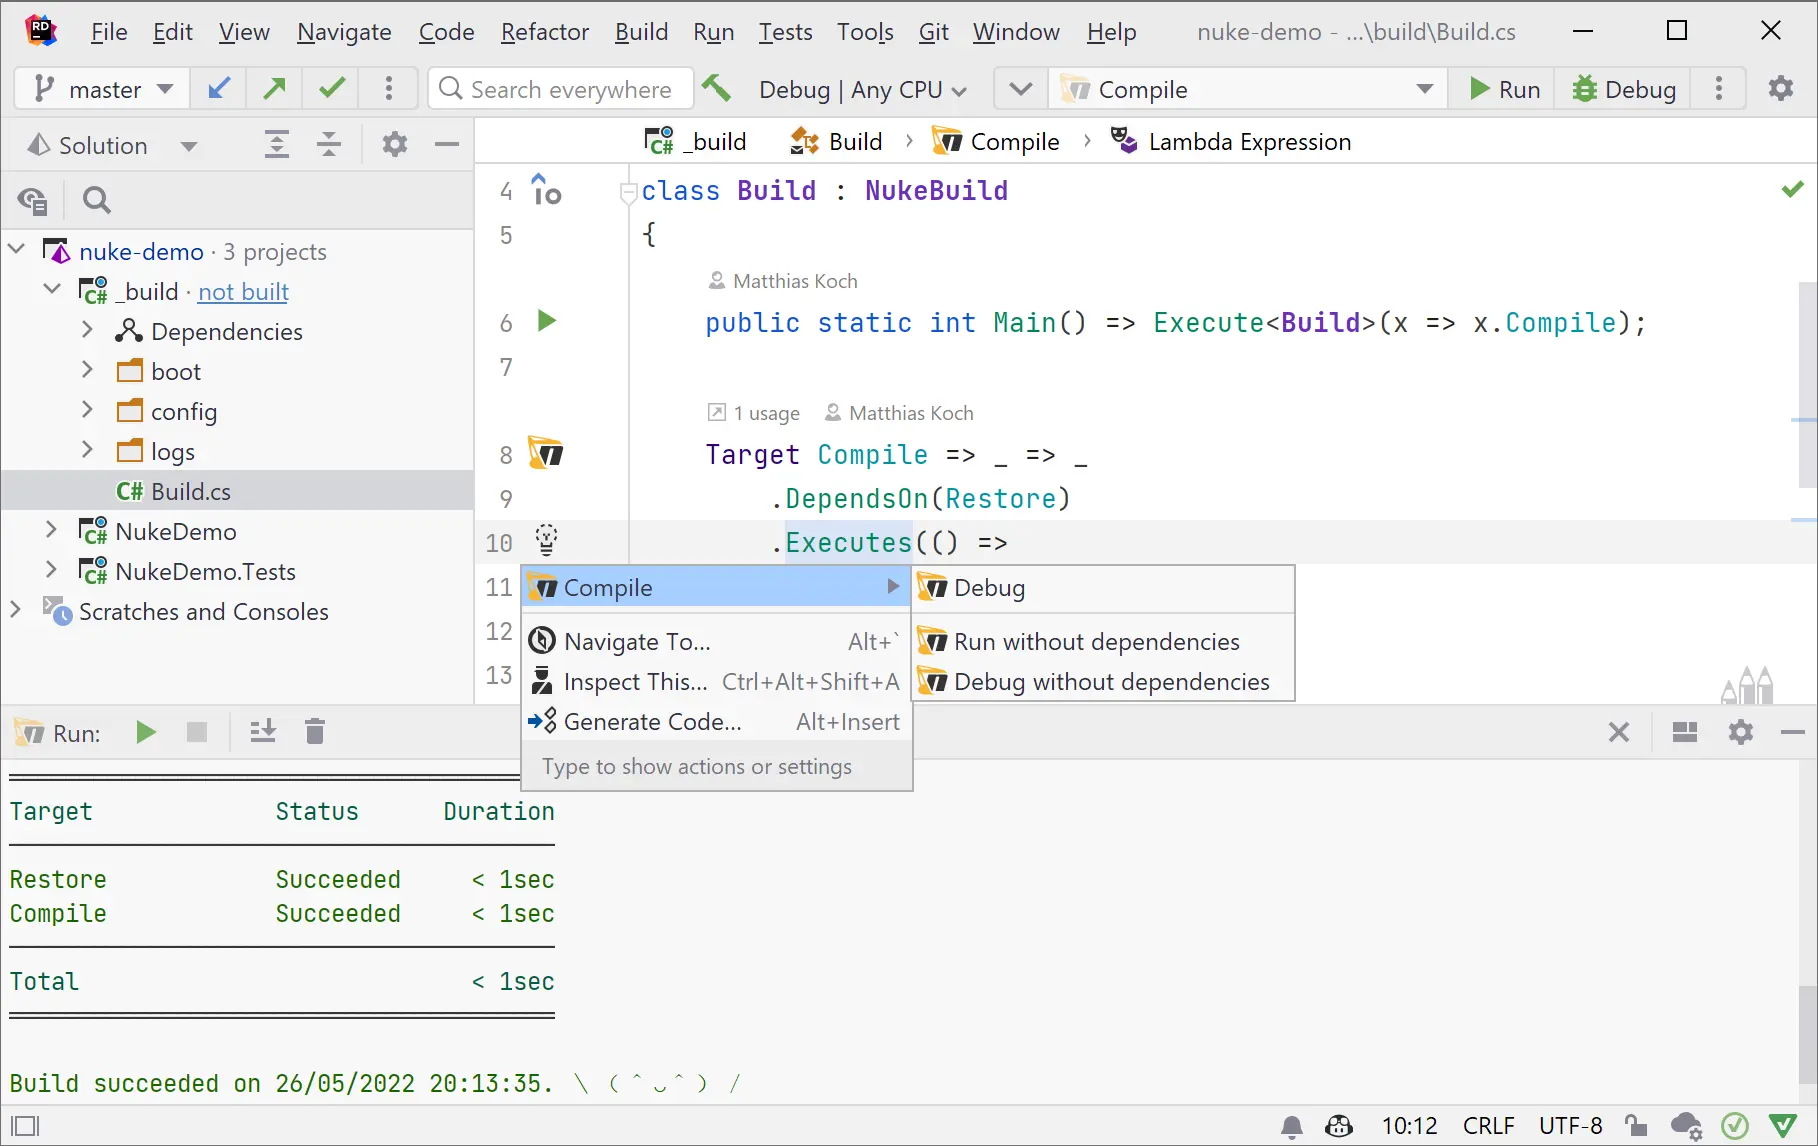 RD File Edit View Navigate Code Refactor Build Run Tests Tools Git Window Help nuke-demo - ...\build\Build.cs
master Search everywhere Debug | Any CPU Compile Run Debug
Solution
_build Build Compile Lambda Expression
nuke-demo · 3 projects
C# _build · not built
Dependencies
boot
config
logs
C# Build.cs
C# NukeDemo
C# NukeDemo.Tests
Scratches and Consoles
4 class Build : NukeBuild
5 {
Matthias Koch
6 public static int Main() => Execute<Build>(x => x.Compile);
7
1 usage Matthias Koch
8 Target Compile => _ => _
9 .DependsOn(Restore)
10 .Executes(() =>
11
12
13
Compile
Navigate To... Alt+`
Inspect This... Ctrl+Alt+Shift+A
Generate Code... Alt+Insert
Type to show actions or settings
Debug
Run without dependencies
Debug without dependencies
Run:
Target Status Duration
Restore Succeeded < 1sec
Compile Succeeded < 1sec
Total < 1sec
Build succeeded on 26/05/2022 20:13:35. \ ( ˆ ᴗ ˆ ) /
10:12 CRLF UTF-8